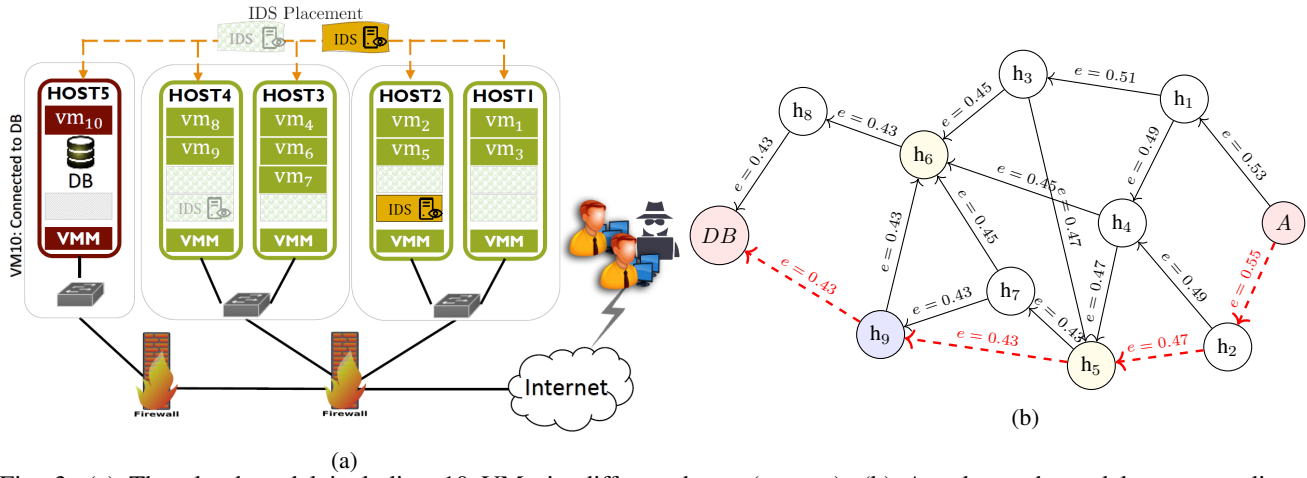 IDS Placement
IDS
IDS
VM10: Connected to DB
HOST5
vm10
DB
VMM
HOST4
vm8
vm9
IDS
VMM
HOST3
vm4
vm6
vm7
VMM
HOST2
vm2
vm5
IDS
VMM
HOST1
vm1
vm3
VMM
Firewall
Firewall
Internet
(a)
h3
e = 0.51
h1
e = 0.45
h8
e = 0.43
h6
e = 0.49
e = 0.53
e = 0.43
e = 0.45
e = 0.47
h4
A
DB
e = 0.43
e = 0.45
e = 0.47
e = 0.49
e = 0.55
e = 0.43
h7
e = 0.43
e = 0.43
h9
e = 0.43
h5
e = 0.47
h2
(b)